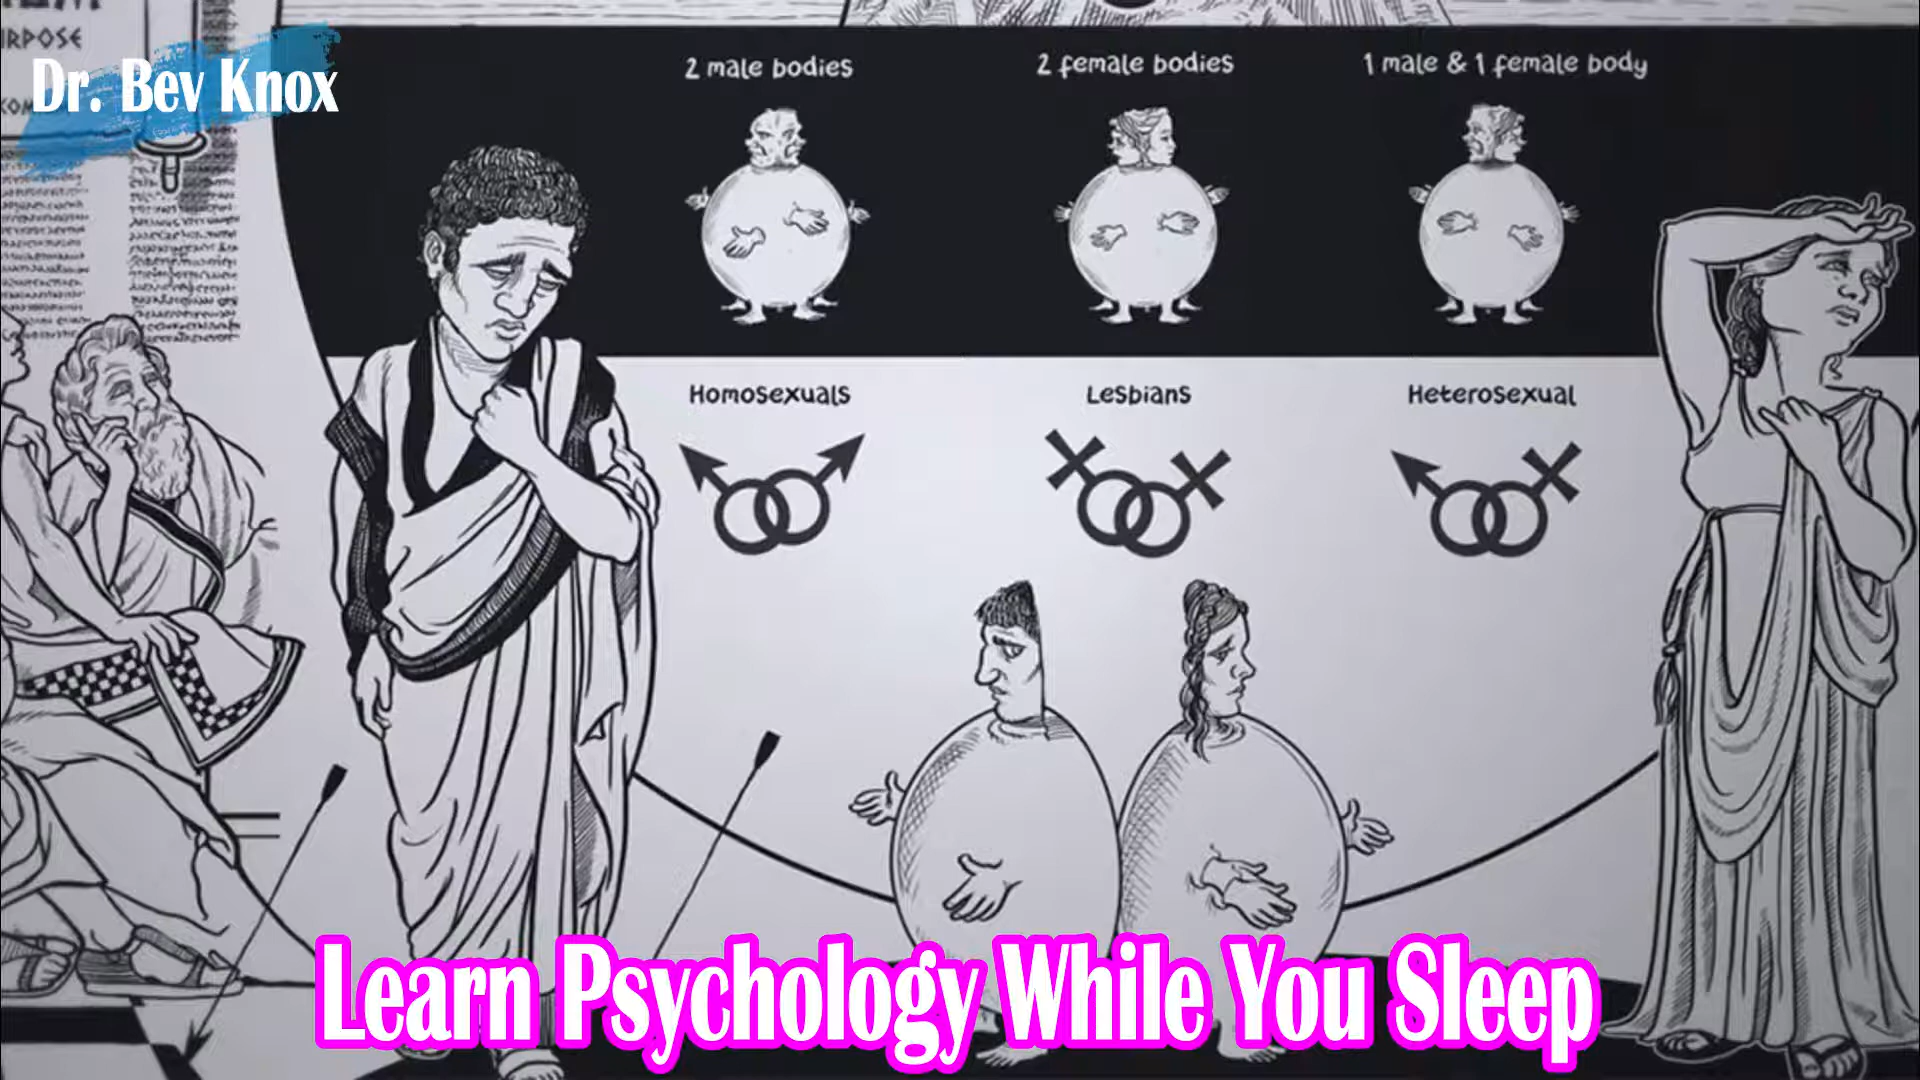 Dr. Bev Knox
2 male bodies
2 female bodies
1 male & 1 female body
Homosexuals
Lesbians
Heterosexual
Learn Psychology While You Sleep